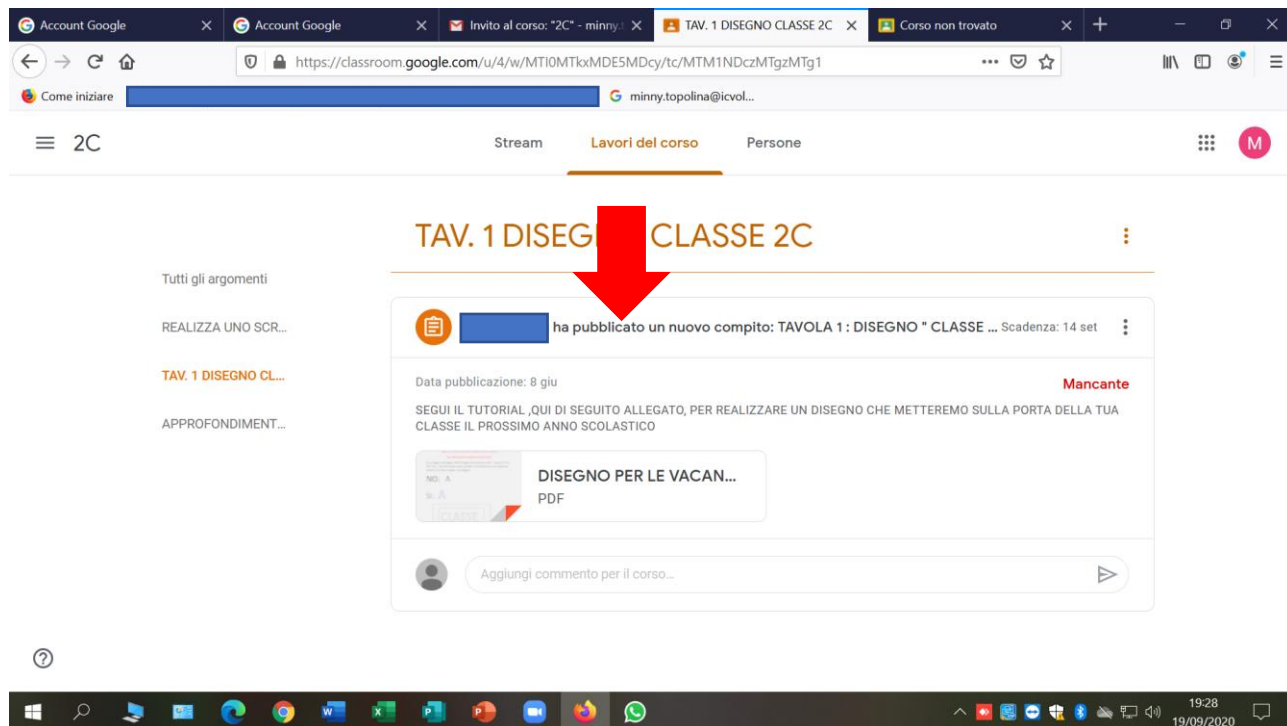 Account Google
Account Google
Invito al corso: "2C" - minny.t
TAV. 1 DISEGNO CLASSE 2C
Corso non trovato
https://classroom.google.com/u/4/w/MTI0MTkxMDE5MDcy/tc/MTM1NDczMTgzMTg1
Come iniziare
G minny.topolina@icvol...
2C
Stream
Lavori del corso
Persone
M
TAV. 1 DISEG CLASSE 2C
Tutti gli argomenti
REALIZZA UNO SCR...
TAV. 1 DISEGNO CL...
APPROFONDIMENT...
ha pubblicato un nuovo compito: TAVOLA 1 : DISEGNO " CLASSE ... Scadenza: 14 set
Data pubblicazione: 8 giu
Mancante
SEGUI IL TUTORIAL ,QUI DI SEGUITO ALLEGATO, PER REALIZZARE UN DISEGNO CHE METTEREMO SULLA PORTA DELLA TUA
CLASSE IL PROSSIMO ANNO SCOLASTICO
NO: A
SI: A
CLASSE
DISEGNO PER LE VACAN...
PDF
Aggiungi commento per il corso...
19:28
19/09/2020